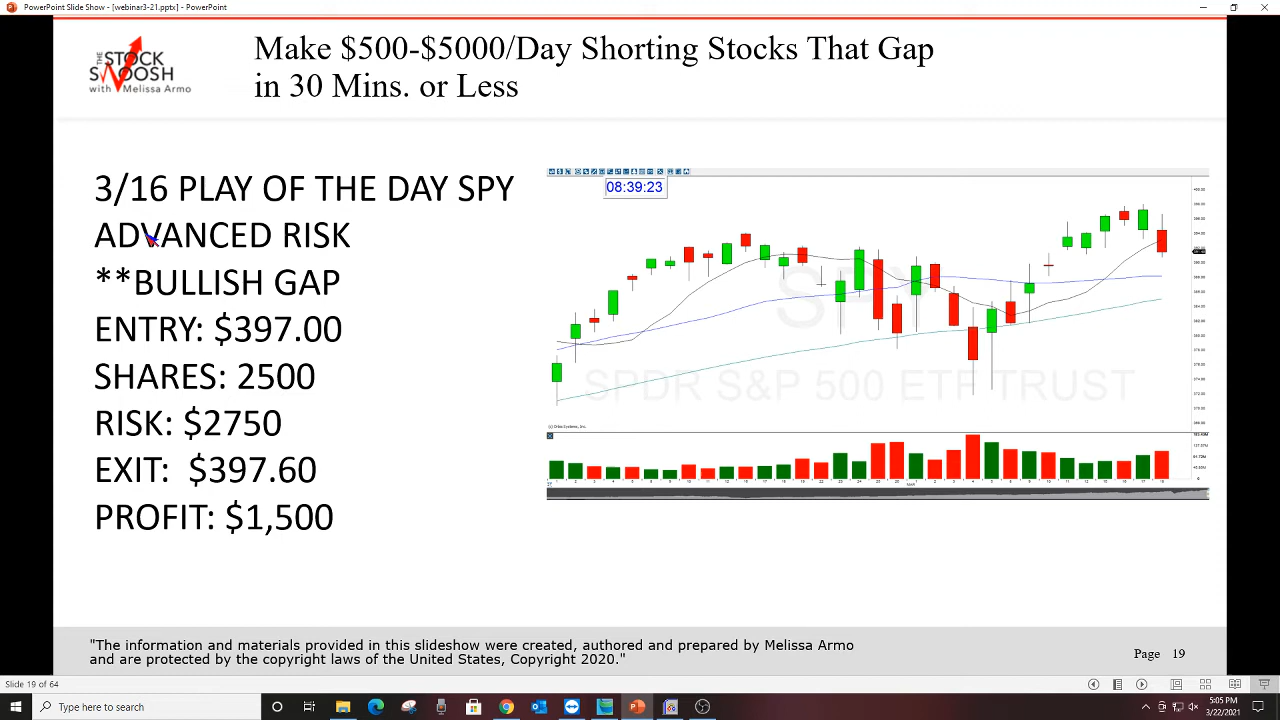 PowerPoint Slide Show - [webinar3-21.pptx] - PowerPoint
THE STOCK
SWOOSH
with Melissa Armo
Make $500-$5000/Day Shorting Stocks That Gap
in 30 Mins. or Less
3/16 PLAY OF THE DAY SPY
ADVANCED RISK
**BULLISH GAP
ENTRY: $397.00
SHARES: 2500
RISK: $2750
EXIT: $397.60
PROFIT: $1,500
08:39:23
SPY
SPDR S&P 500 ETF TRUST
"The information and materials provided in this slideshow were created, authored and prepared by Melissa Armo
and are protected by the copyright laws of the United States, Copyright 2020."
Page 19
Slide 19 of 64
Type here to search
5:05 PM
3/22/2021